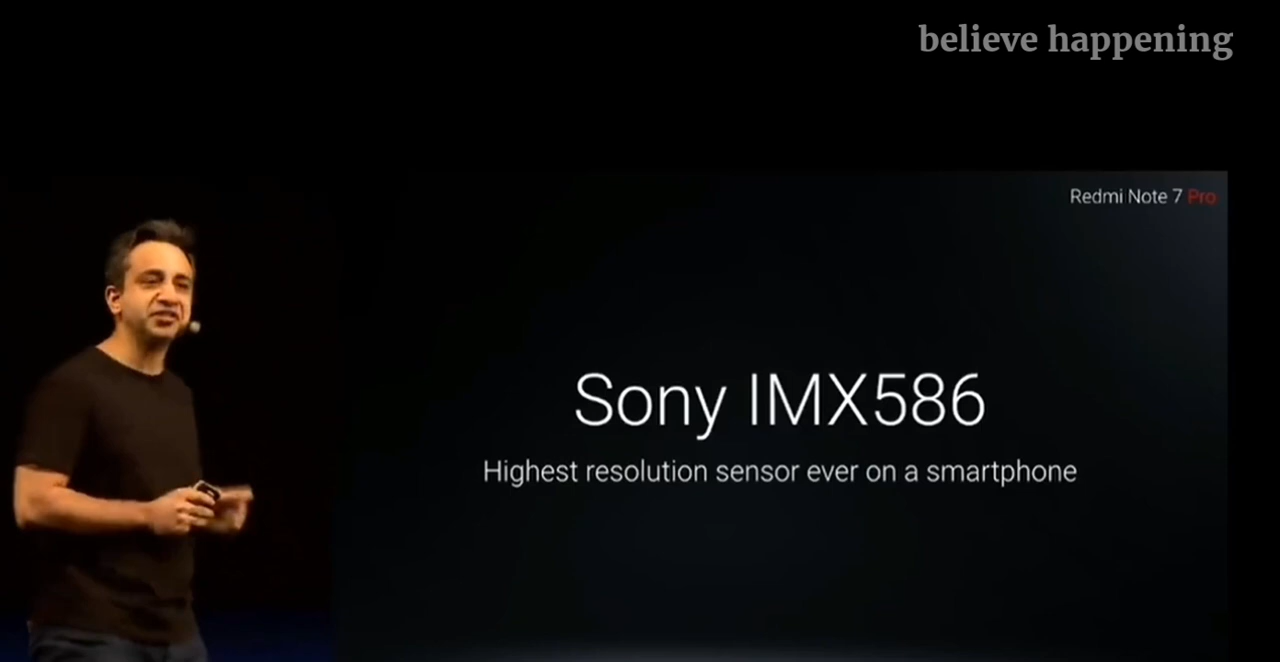 believe happening
Redmi Note 7 Pro
Sony IMX586
Highest resolution sensor ever on a smartphone